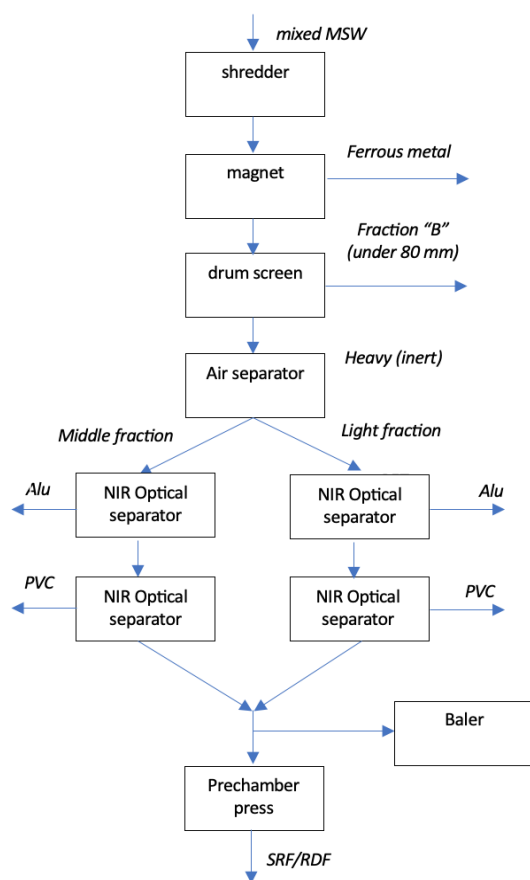 mixed MSW
shredder
magnet
Ferrous metal
Fraction “B”
(under 80 mm)
drum screen
Air separator
Heavy (inert)
Middle fraction
Light fraction
Alu
NIR Optical
separator
NIR Optical
separator
Alu
PVC
NIR Optical
separator
NIR Optical
separator
PVC
Baler
Prechamber
press
SRF/RDF